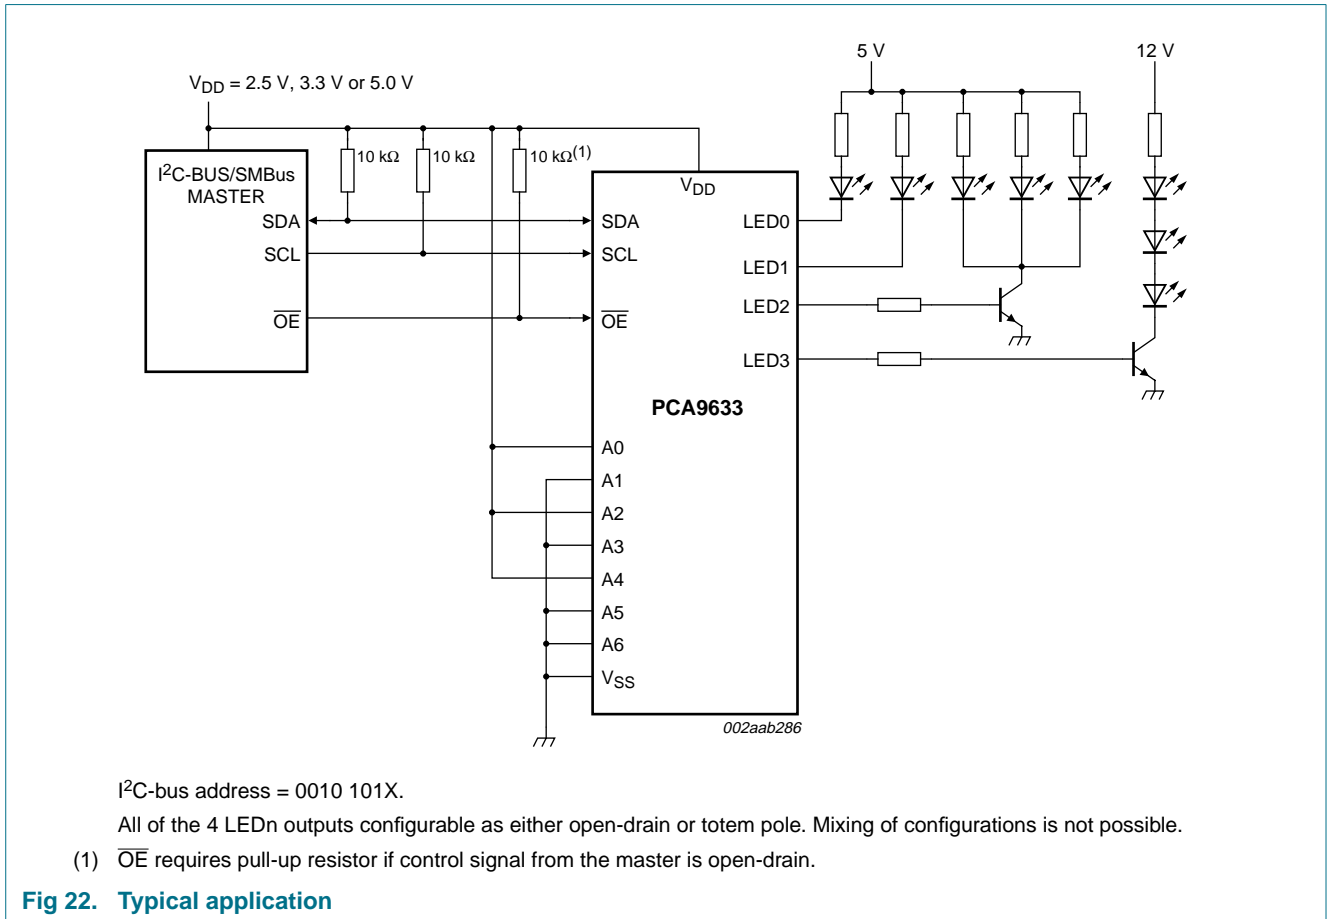 5 V
12 V
VDD = 2.5 V, 3.3 V or 5.0 V
10 kΩ
10 kΩ
10 kΩ(1)
I2C-BUS/SMBus
MASTER
SDA
SCL
OE
VDD
SDA
SCL
OE
LED0
LED1
LED2
LED3
PCA9633
A0
A1
A2
A3
A4
A5
A6
VSS
002aab286
I2C-bus address = 0010 101X.
All of the 4 LEDn outputs configurable as either open-drain or totem pole. Mixing of configurations is not possible.
(1) OE requires pull-up resistor if control signal from the master is open-drain.
Fig 22. Typical application